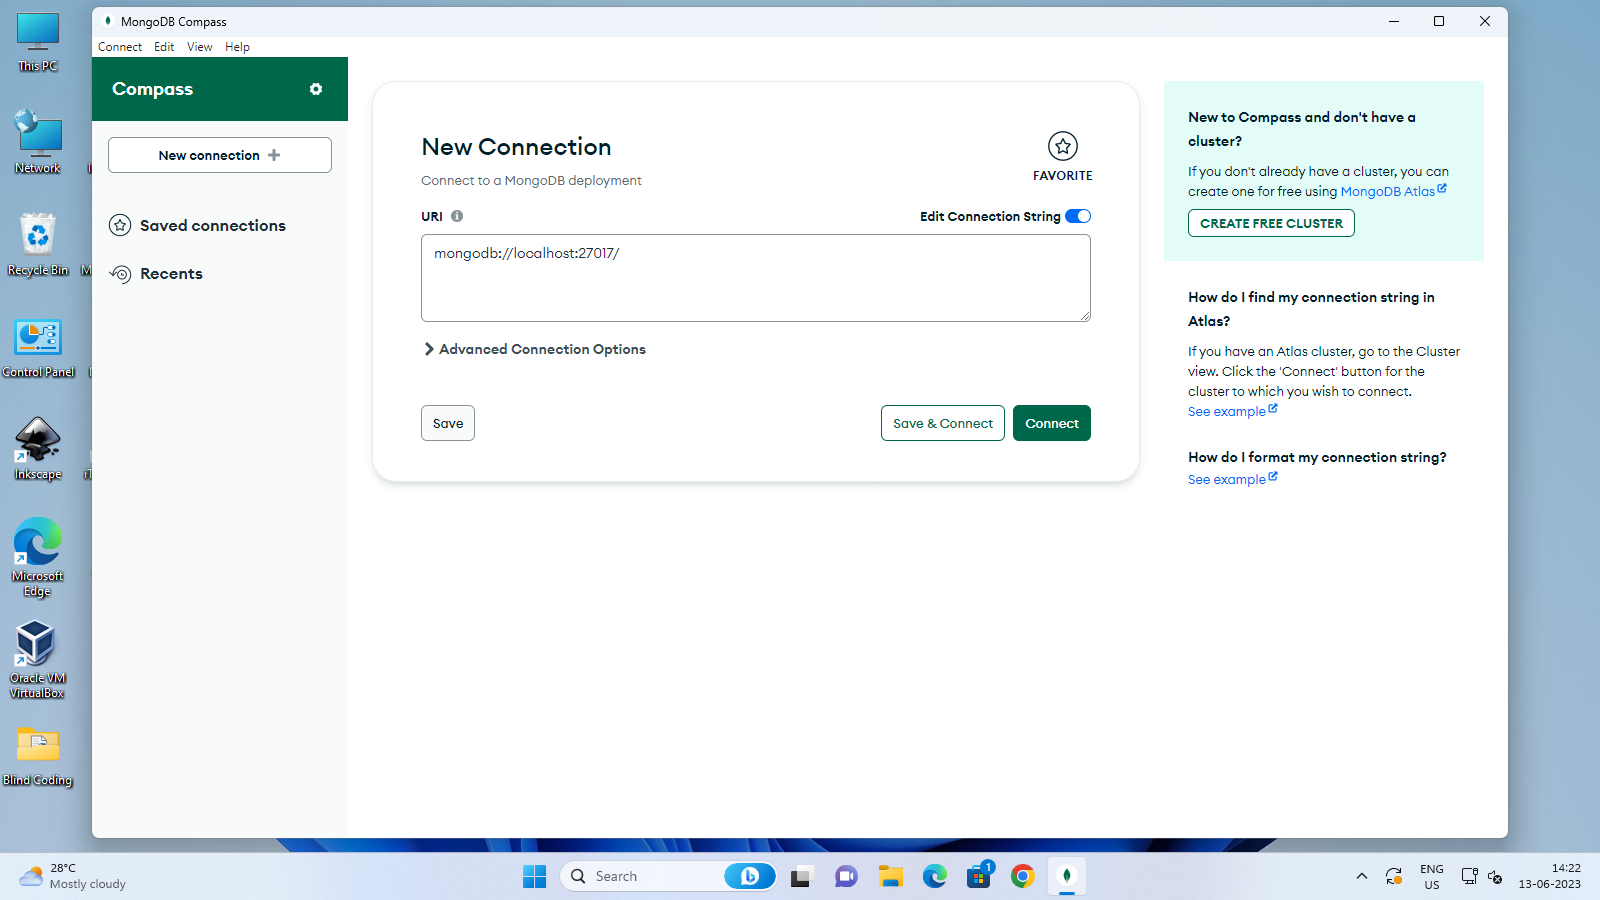 MongoDB Compass
Connect Edit View Help
Compass
New connection
Saved connections
Recents
New Connection
Connect to a MongoDB deployment
FAVORITE
URI
Edit Connection String
mongodb://localhost:27017/
Advanced Connection Options
Save
Save & Connect
Connect
New to Compass and don't have a
cluster?
If you don't already have a cluster, you can
create one for free using MongoDB Atlas
CREATE FREE CLUSTER
How do I find my connection string in
Atlas?
If you have an Atlas cluster, go to the Cluster
view. Click the 'Connect' button for the
cluster to which you wish to connect.
See example
How do I format my connection string?
See example
This PC
Network
Recycle Bin
Control Panel
Inkscape
Microsoft
Edge
Oracle VM
VirtualBox
Blind Coding
28°C
Mostly cloudy
Search
1
ENG
US
14:22
13-06-2023